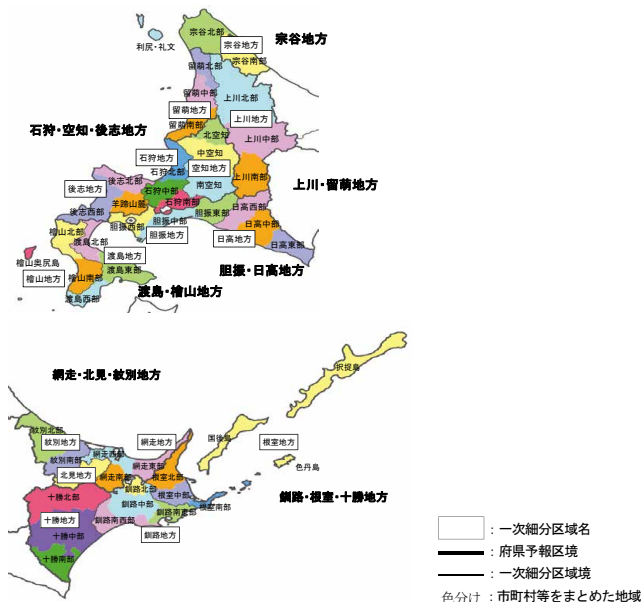 宗谷北部
利尻・礼文
宗谷地方
宗谷地方
宗谷南部
留萌北部
留萌中部
上川北部
留萌地方
上川地方
留萌南部
石狩・空知・後志地方
北空知
上川中部
石狩地方
中空知
石狩北部
空知地方
上川南部
上川・留萌地方
後志地方
後志北部
石狩中部
南空知
羊蹄山麓
石狩南部
後志西部
胆振中部
胆振東部
日高西部
胆振西部
檜山北部
渡島北部
胆振地方
日高地方
日高中部
日高東部
檜山奥尻島
渡島地方
胆振・日高地方
檜山地方
檜山南部
渡島東部
渡島西部
渡島・檜山地方
網走・北見・紋別地方
択捉島
紋別北部
紋別地方
網走地方
国後島
根室地方
紋別南部
網走西部
網走東部
色丹島
北見地方
網走南部
根室北部
十勝北部
釧路北部
根室中部
釧路・根室・十勝地方
釧路中部
根室南部
十勝地方
釧路南西部
釧路南東部
十勝中部
釧路地方
十勝南部
：一次細分区域名
：府県予報区境
：一次細分区域境
色分け：市町村等をまとめた地域